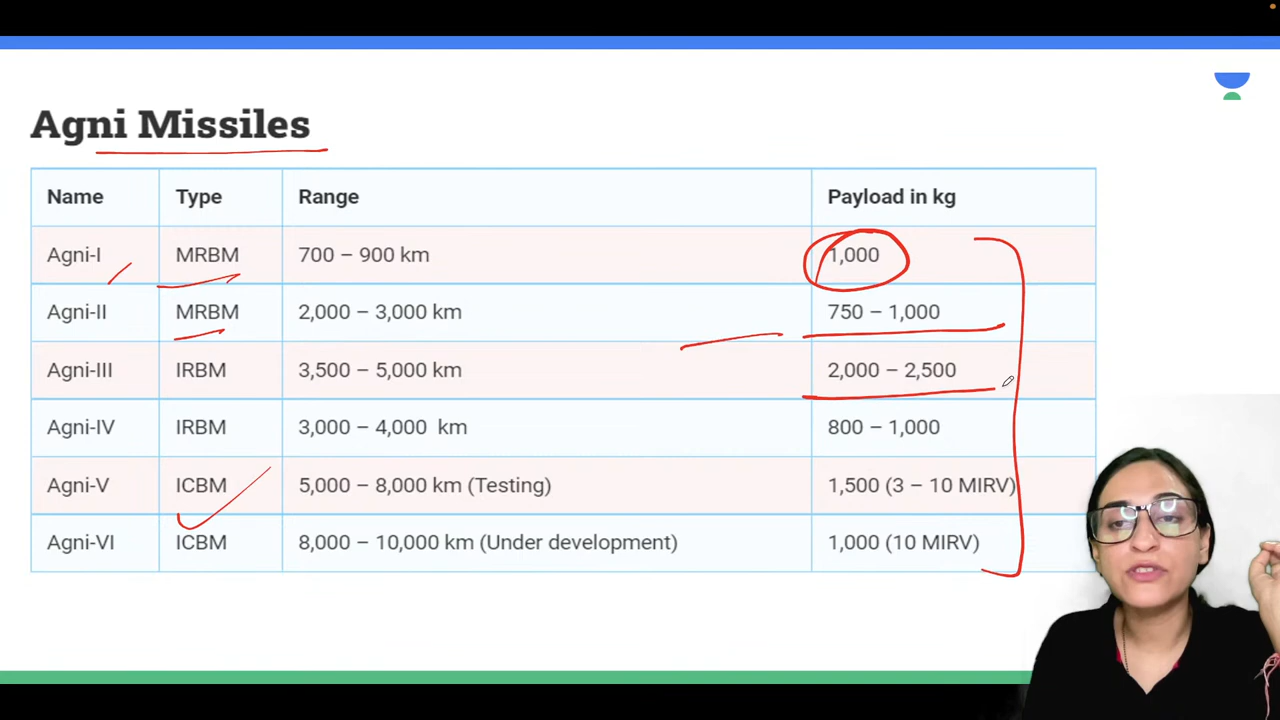 Agni Missiles
Name Type Range Payload in kg
Agni-I MRBM 700 – 900 km 1,000
Agni-II MRBM 2,000 – 3,000 km 750 – 1,000
Agni-III IRBM 3,500 – 5,000 km 2,000 – 2,500
Agni-IV IRBM 3,000 – 4,000 km 800 – 1,000
Agni-V ICBM 5,000 – 8,000 km (Testing) 1,500 (3 – 10 MIRV)
Agni-VI ICBM 8,000 – 10,000 km (Under development) 1,000 (10 MIRV)